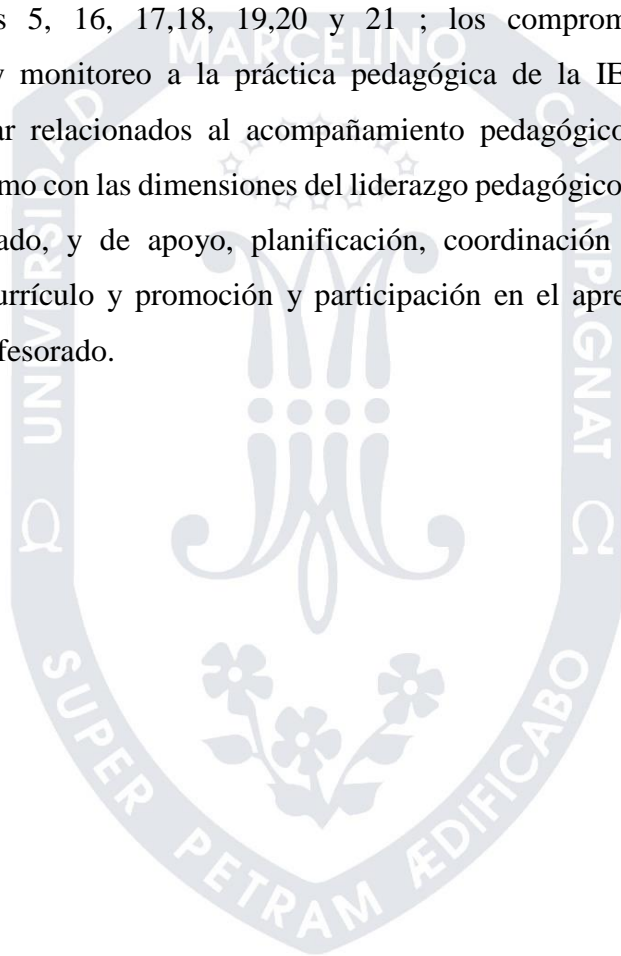 s 5, 16, 17,18, 19,20 y 21 ; los comprom
y monitoreo a la práctica pedagógica de la IE
ar relacionados al acompañamiento pedagógico
mo con las dimensiones del liderazgo pedagógico
ado, y de apoyo, planificación, coordinación
urrículo y promoción y participación en el apre
fesorado.
MARCELINO
UNIVERSIDAD
CHAMPAGNAT
SUPER PETRAM ÆDIFICABO